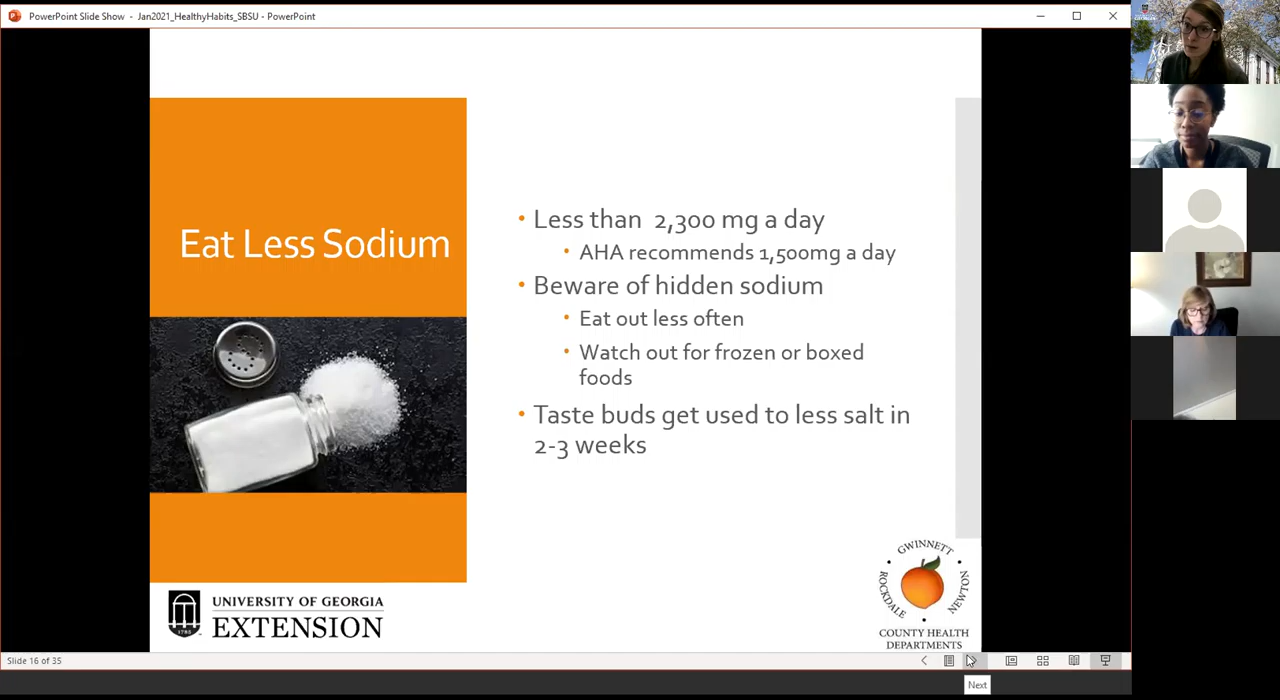 PowerPoint Slide Show - Jan2021_HealthyHabits_SBSU - PowerPoint
Eat Less Sodium
• Less than 2,300 mg a day
• AHA recommends 1,500mg a day
• Beware of hidden sodium
• Eat out less often
• Watch out for frozen or boxed
foods
• Taste buds get used to less salt in
2-3 weeks
1785
UNIVERSITY OF GEORGIA
EXTENSION
GWINNETT
ROCKDALE
NEWTON
COUNTY HEALTH
DEPARTMENTS
Slide 16 of 35
Next